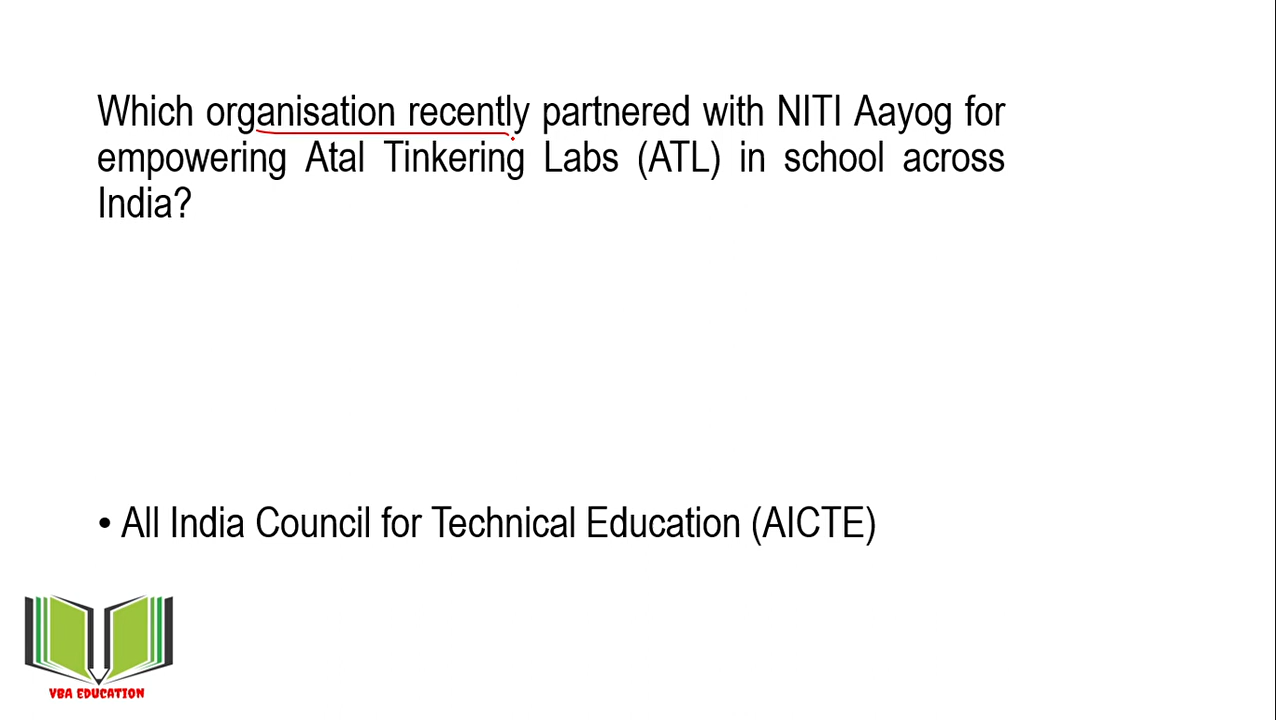 Which organisation recently partnered with NITI Aayog for
empowering Atal Tinkering Labs (ATL) in school across
India?
• All India Council for Technical Education (AICTE)
VBA EDUCATION